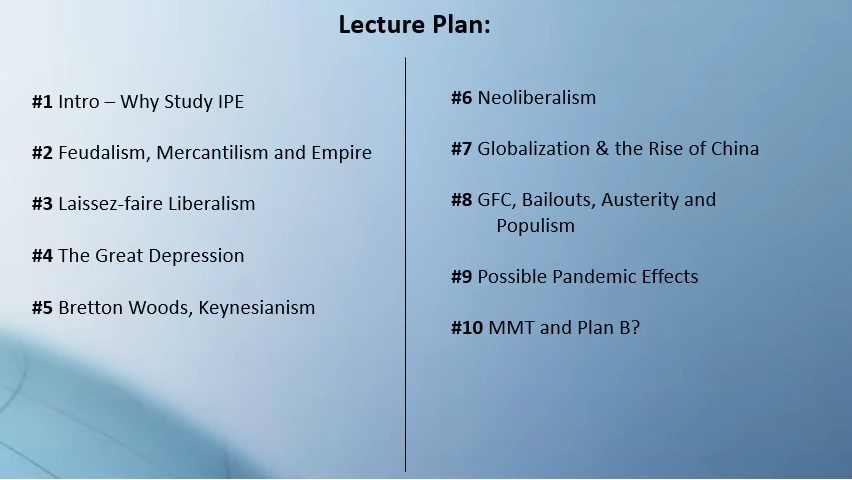 Lecture Plan:
#1 Intro – Why Study IPE
#2 Feudalism, Mercantilism and Empire
#3 Laissez-faire Liberalism
#4 The Great Depression
#5 Bretton Woods, Keynesianism
#6 Neoliberalism
#7 Globalization & the Rise of China
#8 GFC, Bailouts, Austerity and
Populism
#9 Possible Pandemic Effects
#10 MMT and Plan B?